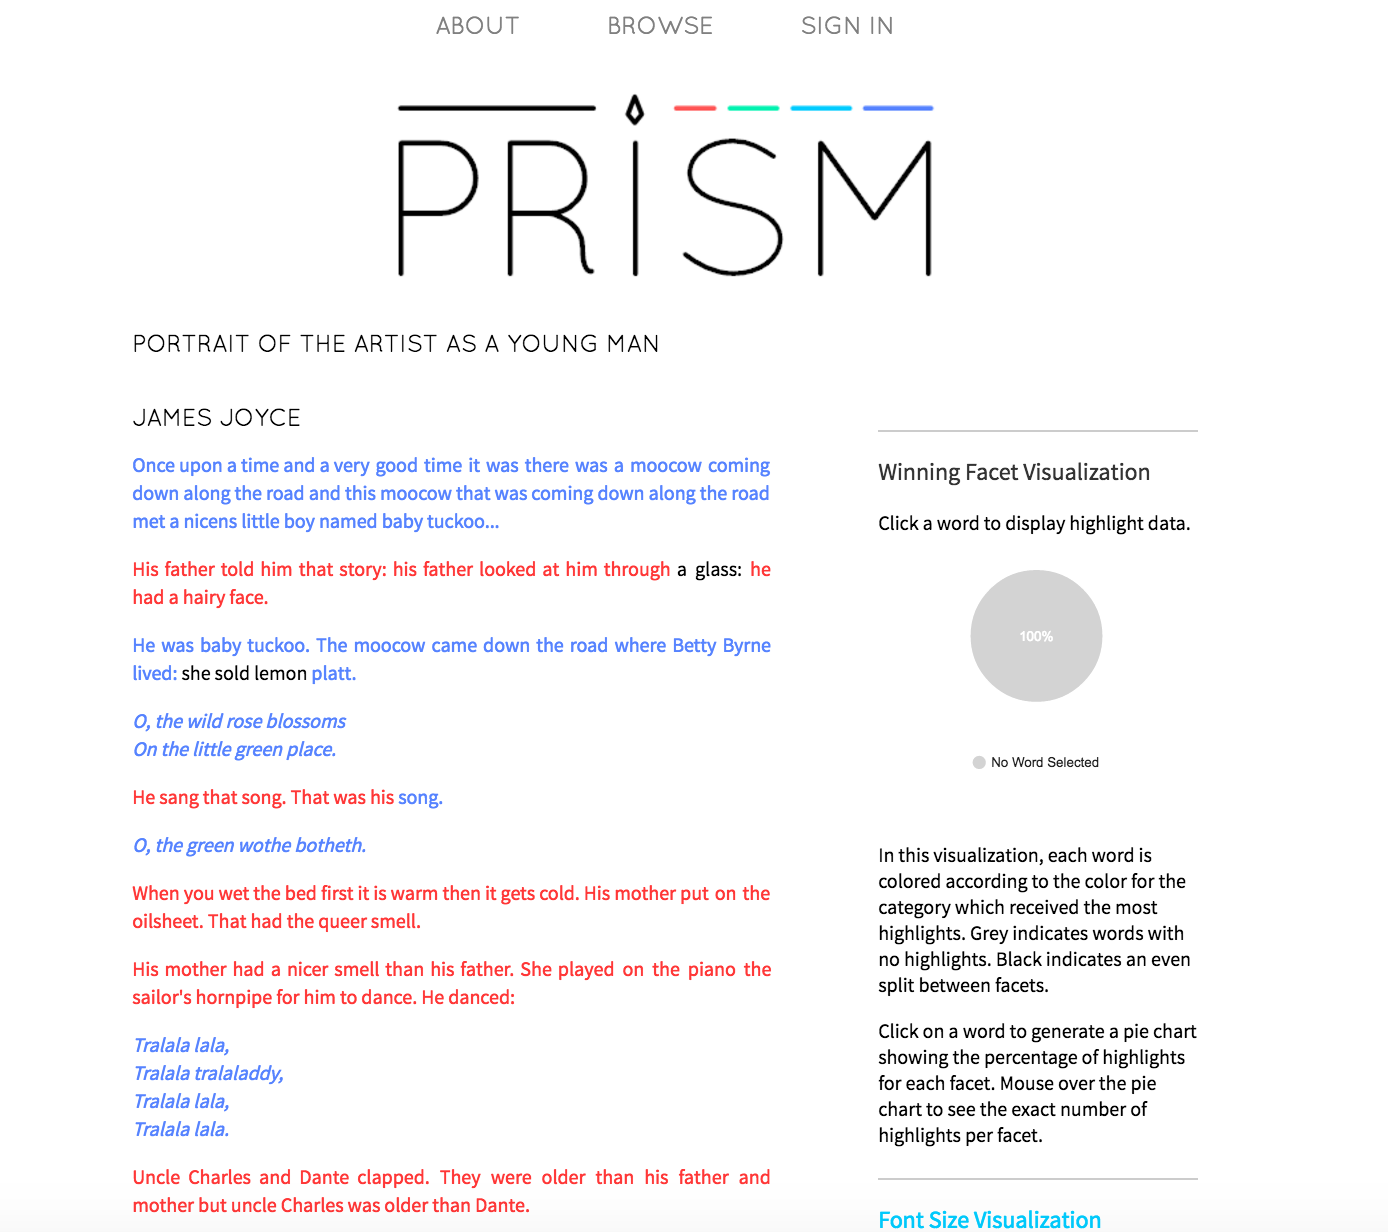 ABOUT BROWSE SIGN IN
PRISM
PORTRAIT OF THE ARTIST AS A YOUNG MAN
JAMES JOYCE
Once upon a time and a very good time it was there was a moocow coming
down along the road and this moocow that was coming down along the road
met a nicens little boy named baby tuckoo...
His father told him that story: his father looked at him through a glass: he
had a hairy face.
He was baby tuckoo. The moocow came down the road where Betty Byrne
lived: she sold lemon platt.
O, the wild rose blossoms
On the little green place.
He sang that song. That was his song.
O, the green wothe botheth.
When you wet the bed first it is warm then it gets cold. His mother put on the
oilsheet. That had the queer smell.
His mother had a nicer smell than his father. She played on the piano the
sailor's hornpipe for him to dance. He danced:
Tralala lala,
Tralala tralaladdy,
Tralala lala,
Tralala lala.
Uncle Charles and Dante clapped. They were older than his father and
mother but uncle Charles was older than Dante.
Winning Facet Visualization
Click a word to display highlight data.
100%
No Word Selected
In this visualization, each word is
colored according to the color for the
category which received the most
highlights. Grey indicates words with
no highlights. Black indicates an even
split between facets.
Click on a word to generate a pie chart
showing the percentage of highlights
for each facet. Mouse over the pie
chart to see the exact number of
highlights per facet.
Font Size Visualization